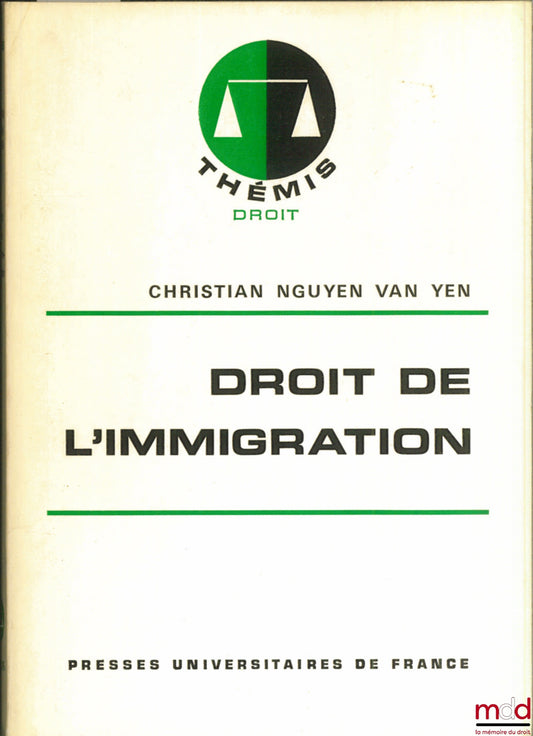 THÉMIS
DROIT
CHRISTIAN NGUYEN VAN YEN
DROIT DE
L'IMMIGRATION
PRESSES UNIVERSITAIRES DE FRANCE
mdd
la mémoire du droit